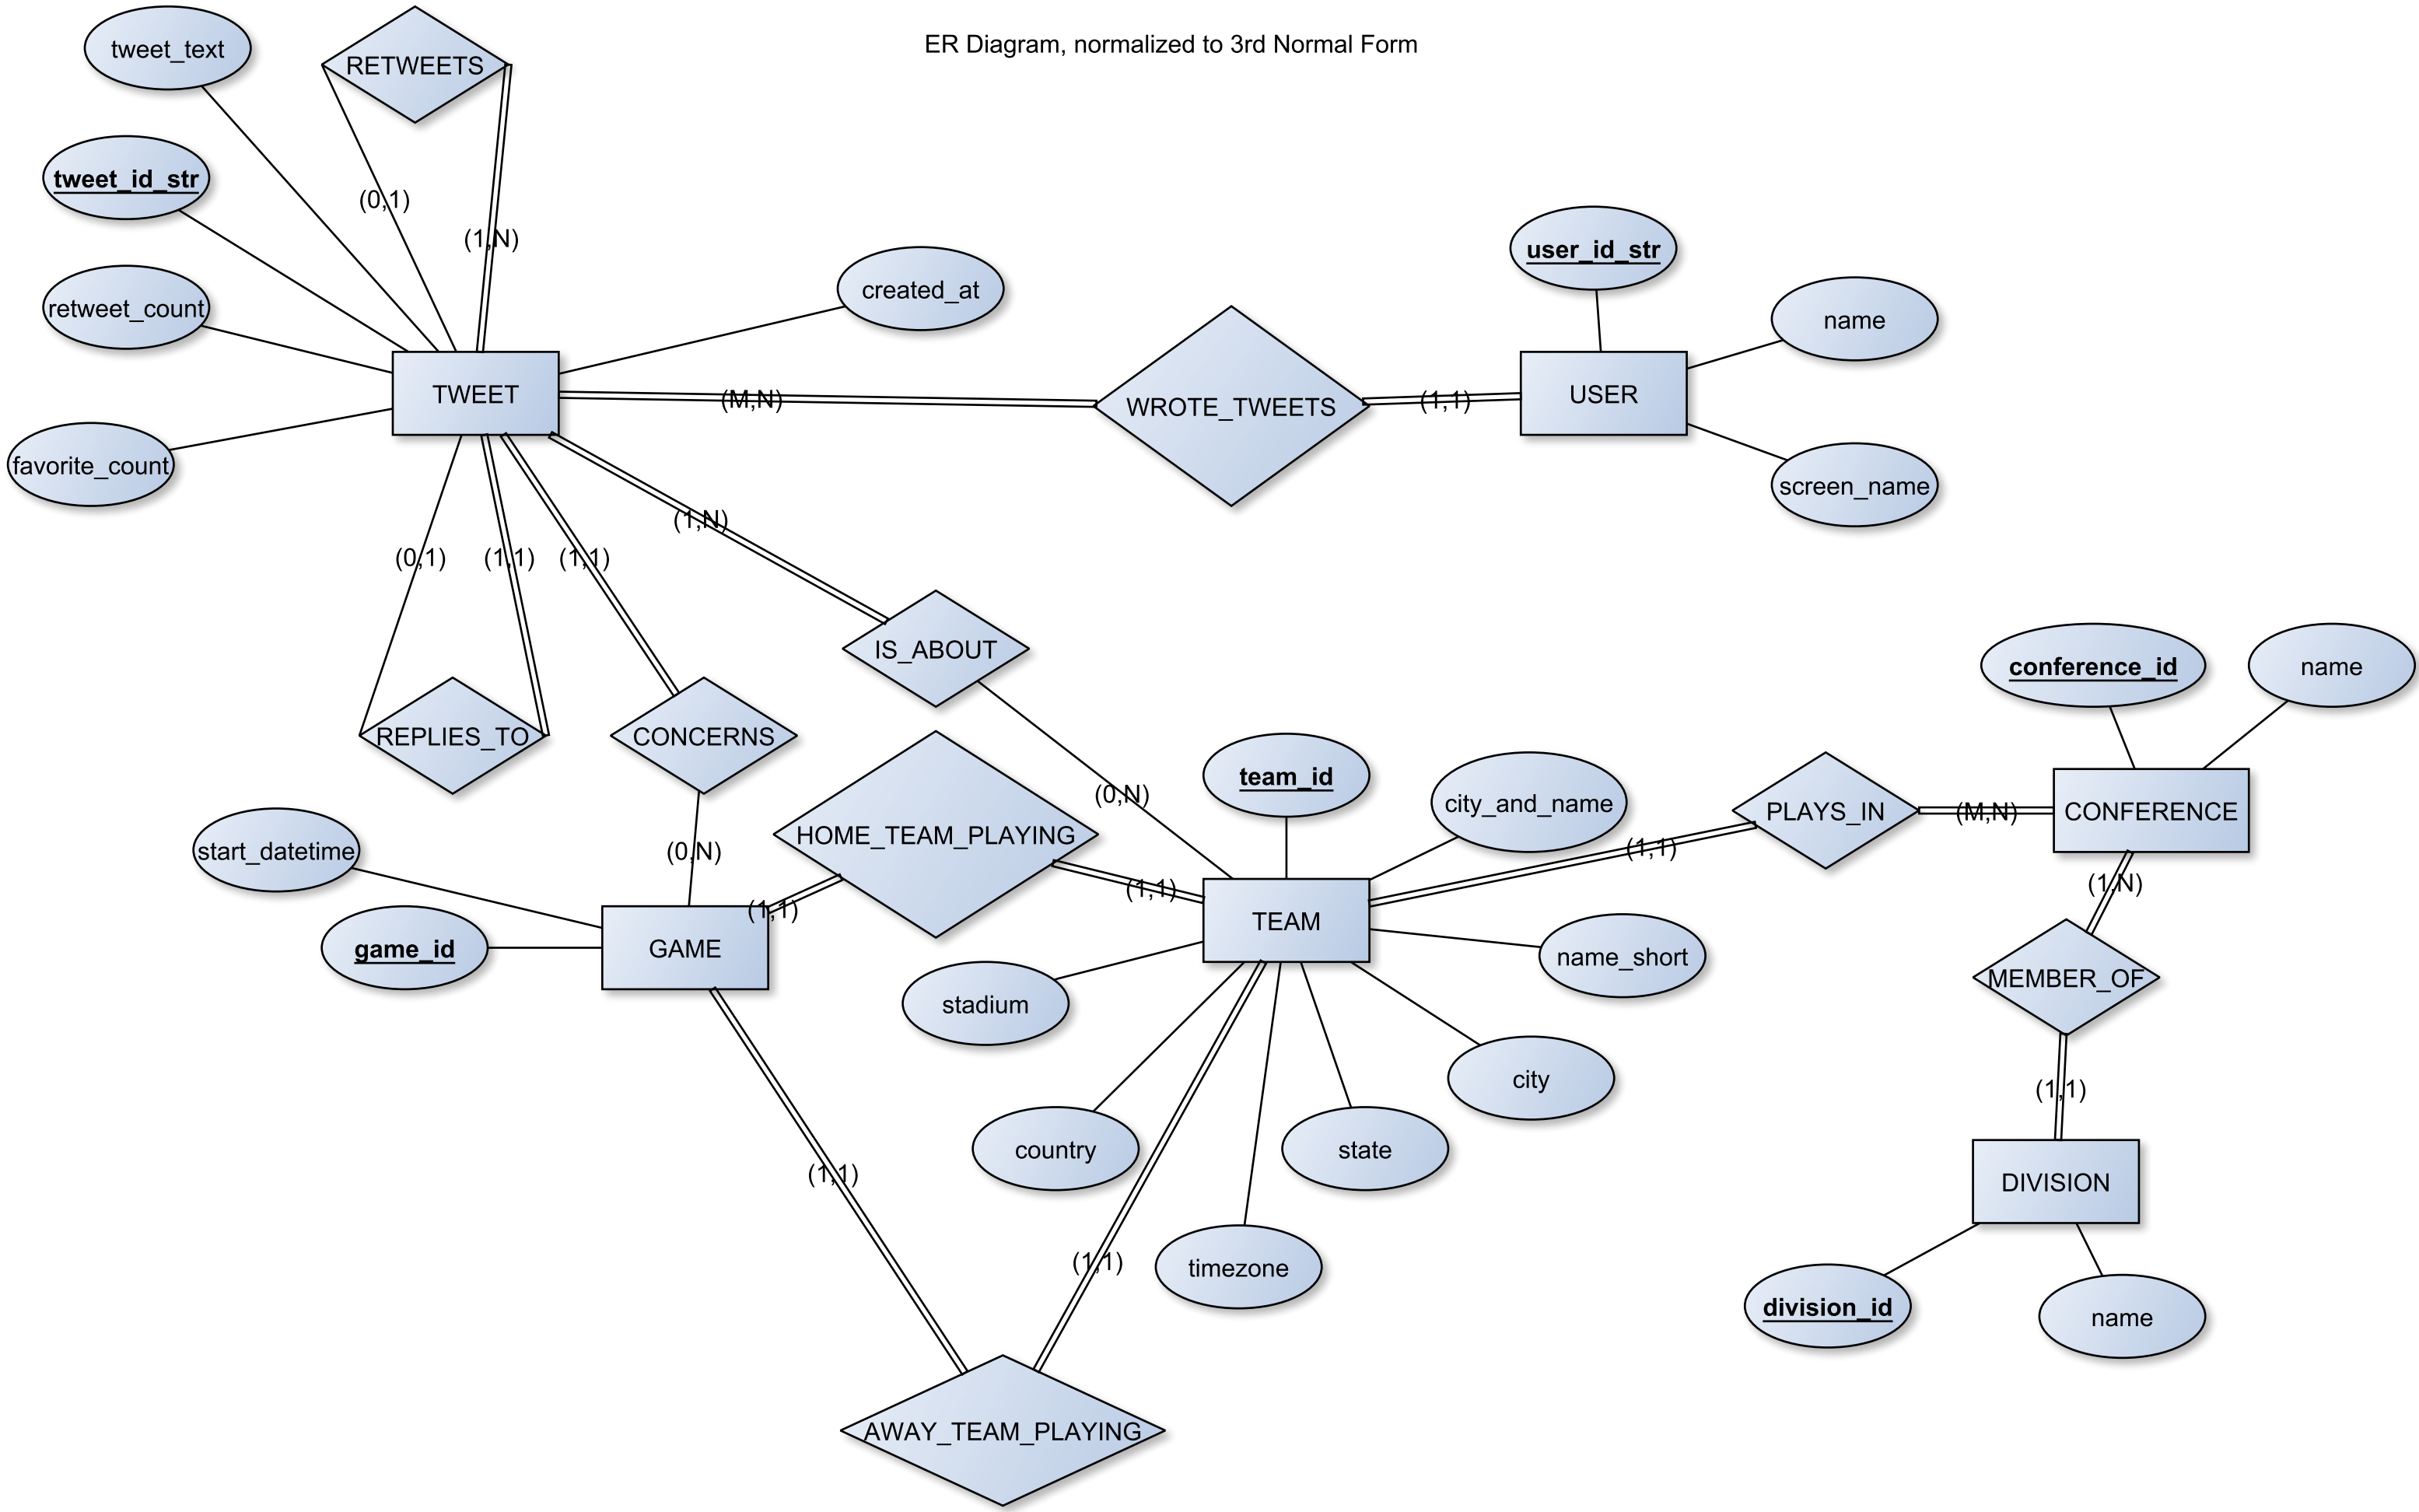 ER Diagram, normalized to 3rd Normal Form
tweet_text
RETWEETS
tweet_id_str
(0,1)
(1,N)
retweet_count
created_at
user_id_str
name
TWEET
(M,N)
WROTE_TWEETS
(1,1)
USER
favorite_count
screen_name
(1,N)
(0,1)
(1,1)
(1,1)
IS_ABOUT
conference_id
name
REPLIES_TO
CONCERNS
team_id
city_and_name
(0,N)
HOME_TEAM_PLAYING
PLAYS_IN
(M,N)
CONFERENCE
start_datetime
(0,N)
(1,1)
(1,1)
(1,1)
(1,N)
game_id
GAME
TEAM
name_short
MEMBER_OF
stadium
city
(1,1)
country
state
(1,1)
DIVISION
(1,1)
timezone
division_id
name
AWAY_TEAM_PLAYING